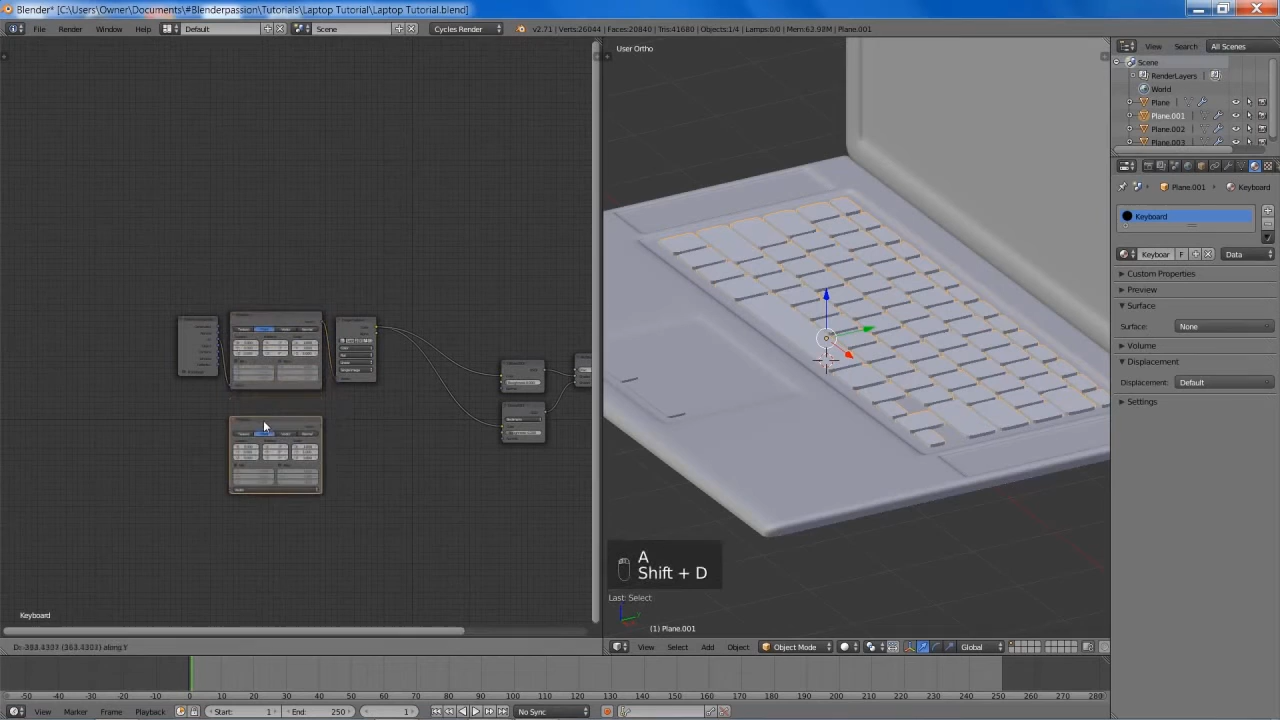 Blender* [C:\Users\Owner\Documents\#Blenderpassion\Tutorials\Laptop Tutorial\Laptop Tutorial.blend]
File Render Window Help Default Scene Cycles Render v2.71 | Verts:26044 | Faces:20840 | Tris:41680 | Objects:1/4 | Lamps:0/0 | Mem:62.98M | Plane.001
User Ortho
View Search All Scenes
Scene
RenderLayers
World
Plane
Plane.001
Plane.002
Plane.003
Plane.001 Keyboard
Keyboard
Keyboar F Data
Custom Properties
Preview
Surface
Surface: None
Volume
Displacement
Displacement: Default
Settings
A
Shift + D
Last: Select
Keyboard
(1) Plane.001
View Select Add Object Object Mode Global
-50 -40 -30 -20 -10 0 10 20 30 40 50 60 70 80 90 100 110 120 130 140 150 160 170 180 190 200 210 220 230 240 250 260 270 280
View Marker Frame Playback Start: 1 End: 250 1 No Sync